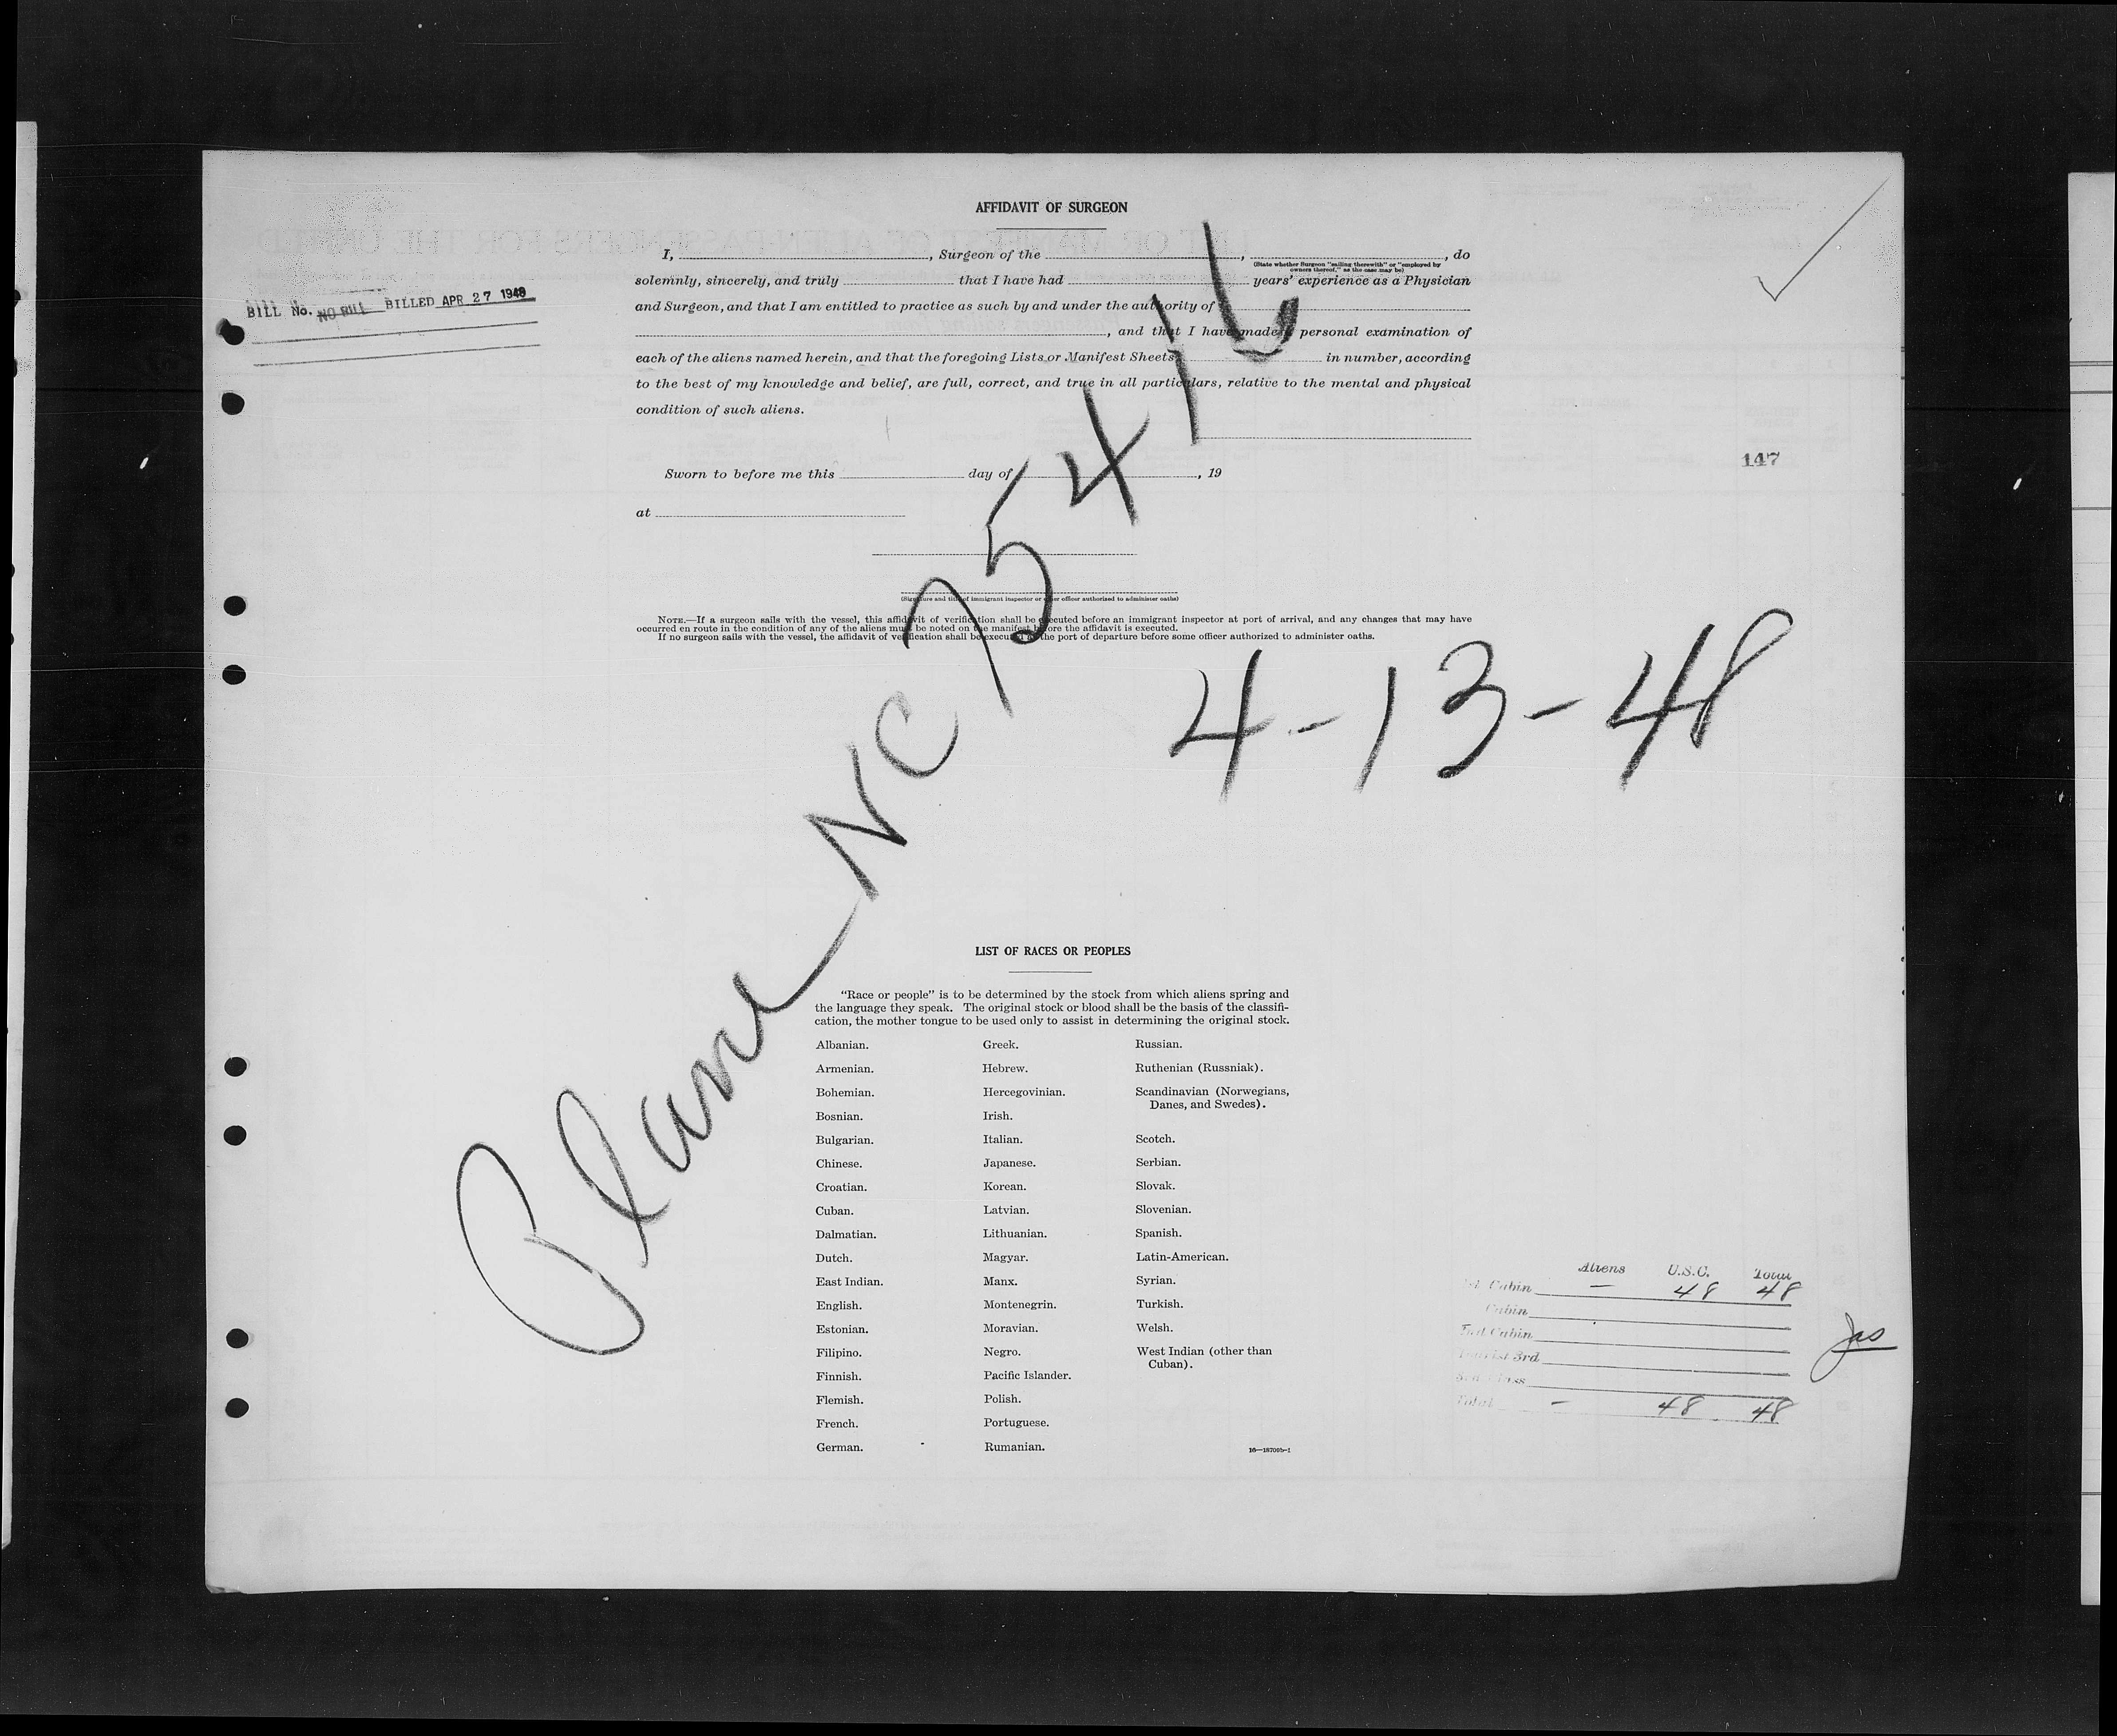 AFFIDAVIT OF SURGEON
I, , Surgeon of the , , do
(State whether Surgeon "sailing therewith" or "employed by
owners thereof," as the case may be)
solemnly, sincerely, and truly that I have had years' experience as a Physician
and Surgeon, and that I am entitled to practice as such by and under the authority of
, and that I have made a personal examination of
each of the aliens named herein, and that the foregoing Lists or Manifest Sheets, in number, according
to the best of my knowledge and belief, are full, correct, and true in all particulars, relative to the mental and physical
condition of such aliens.
Bill No. NO BILL BILLED APR 27 1948
147
Sworn to before me this day of , 19
at
(Signature and title of immigrant inspector or other officer authorized to administer oaths)
NOTE.—If a surgeon sails with the vessel, this affidavit of verification shall be executed before an immigrant inspector at port of arrival, and any changes that may have
occurred en route in the condition of any of the aliens must be noted on the manifest before the affidavit is executed.
If no surgeon sails with the vessel, the affidavit of verification shall be executed at the port of departure before some officer authorized to administer oaths.
Plane NC 75416
4-13-48
LIST OF RACES OR PEOPLES
"Race or people" is to be determined by the stock from which aliens spring and
the language they speak. The original stock or blood shall be the basis of the classifi-
cation, the mother tongue to be used only to assist in determining the original stock.
Albanian.
Armenian.
Bohemian.
Bosnian.
Bulgarian.
Chinese.
Croatian.
Cuban.
Dalmatian.
Dutch.
East Indian.
English.
Estonian.
Filipino.
Finnish.
Flemish.
French.
German.
Greek.
Hebrew.
Hercegovinian.
Irish.
Italian.
Japanese.
Korean.
Latvian.
Lithuanian.
Magyar.
Manx.
Montenegrin.
Moravian.
Negro.
Pacific Islander.
Polish.
Portuguese.
Rumanian.
Russian.
Ruthenian (Russniak).
Scandinavian (Norwegians,
Danes, and Swedes).
Scotch.
Serbian.
Slovak.
Slovenian.
Spanish.
Latin-American.
Syrian.
Turkish.
Welsh.
West Indian (other than
Cuban).
16—18709b-1
Aliens U.S.C. Total
1st Cabin — 48 48
Cabin
2nd Cabin
Tourist 3rd
3rd Class
Total — 48 48
Jas